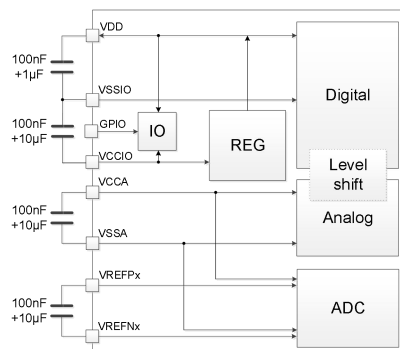 VDD
100nF
+1µF
Digital
VSSIO
100nF
+10µF
GPIO
IO
REG
VCCIO
Level
shift
VCCA
100nF
+10µF
Analog
VSSA
VREFPx
100nF
+10µF
ADC
VREFNx